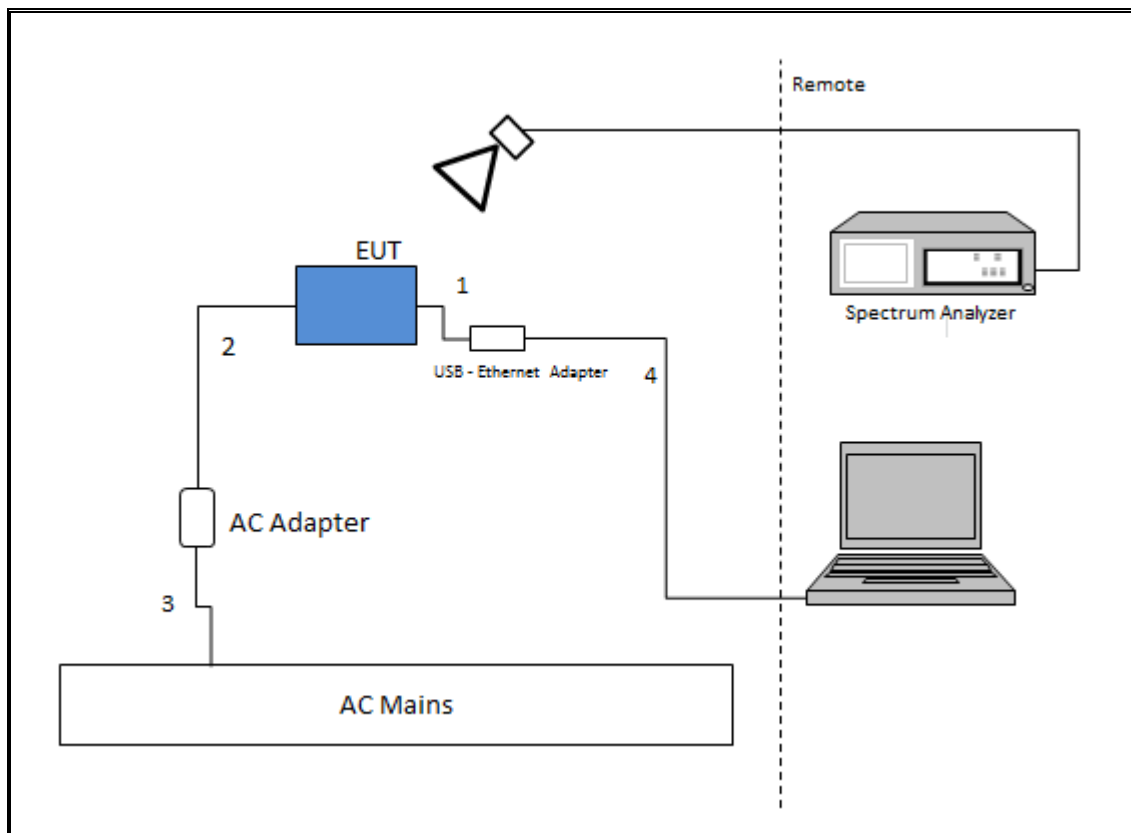 Remote
EUT
1
Spectrum Analyzer
2
USB - Ethernet Adapter
4
AC Adapter
3
AC Mains